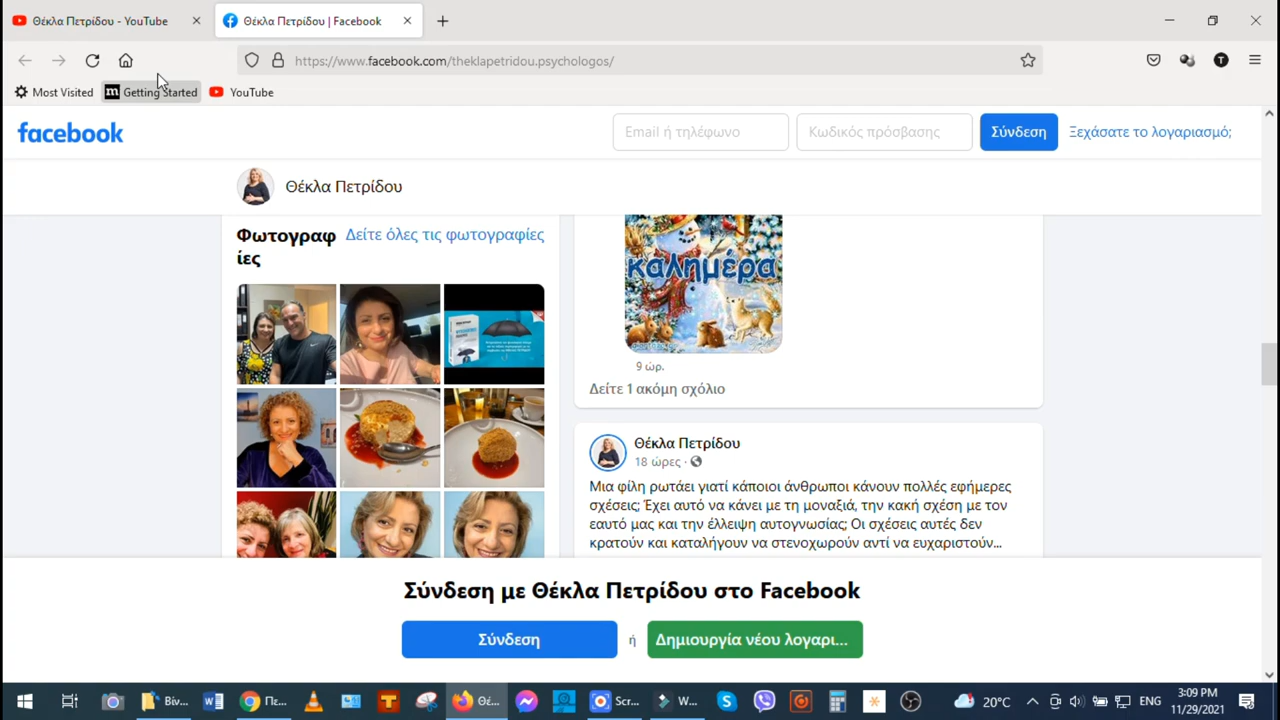 Θέκλα Πετρίδου - YouTube
Θέκλα Πετρίδου | Facebook
https://www.facebook.com/theklapetridou.psychologos/
Most Visited
Getting Started
YouTube
facebook
Email ή τηλέφωνο
Κωδικός πρόσβασης
Σύνδεση
Ξεχάσατε το λογαριασμό;
Θέκλα Πετρίδου
Φωτογραφ
ίες
Δείτε όλες τις φωτογραφίες
καλημέρα
9 ώρ.
Δείτε 1 ακόμη σχόλιο
Θέκλα Πετρίδου
18 ώρες ·
Μια φίλη ρωτάει γιατί κάποιοι άνθρωποι κάνουν πολλές εφήμερες
σχέσεις; Έχει αυτό να κάνει με τη μοναξιά, την κακή σχέση με τον
εαυτό μας και την έλλειψη αυτογνωσίας; Οι σχέσεις αυτές δεν
κρατούν και καταλήγουν να στενοχωρούν αντί να ευχαριστούν...
Σύνδεση με Θέκλα Πετρίδου στο Facebook
Σύνδεση
ή
Δημιουργία νέου λογαρι...
Βίν...
Πε...
Θέ...
Scr...
W...
20°C
ENG
3:09 PM
11/29/2021